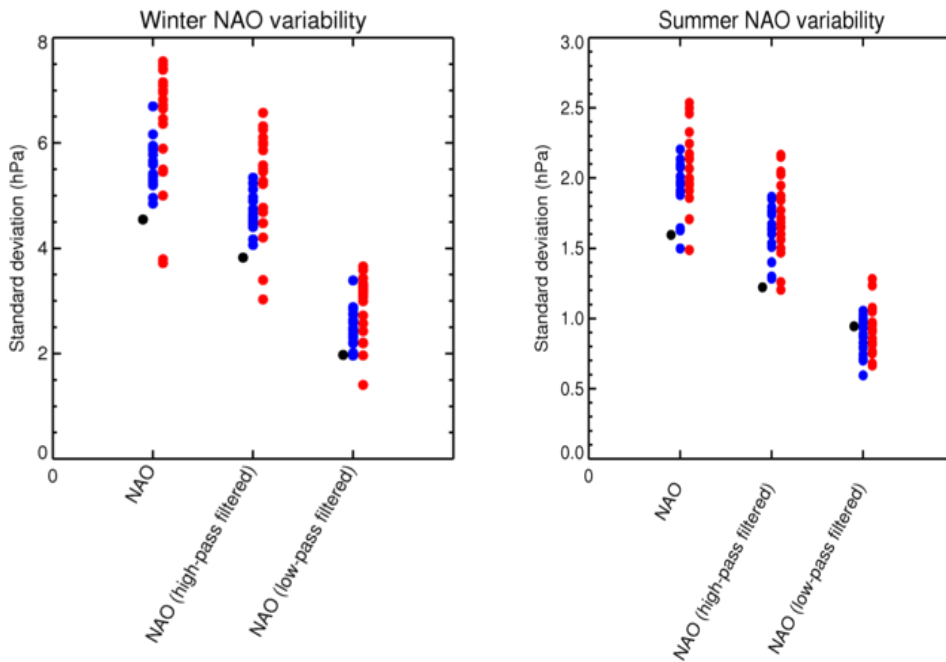 Winter NAO variability
Standard deviation (hPa)
8
6
4
2
0
0
NAO
NAO (high-pass filtered)
NAO (low-pass filtered)
Summer NAO variability
Standard deviation (hPa)
3.0
2.5
2.0
1.5
1.0
0.5
0.0
0
NAO
NAO (high-pass filtered)
NAO (low-pass filtered)